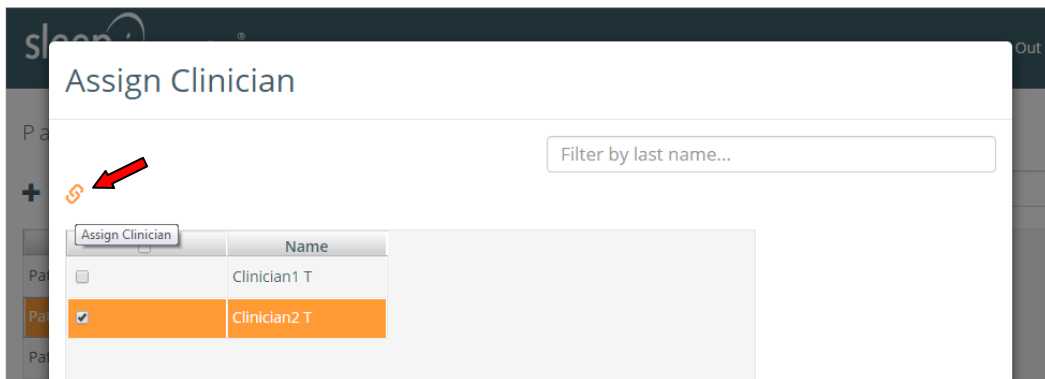 Out
Assign Clinician
Filter by last name...
Assign Clinician
Name
Clinician1 T
Clinician2 T